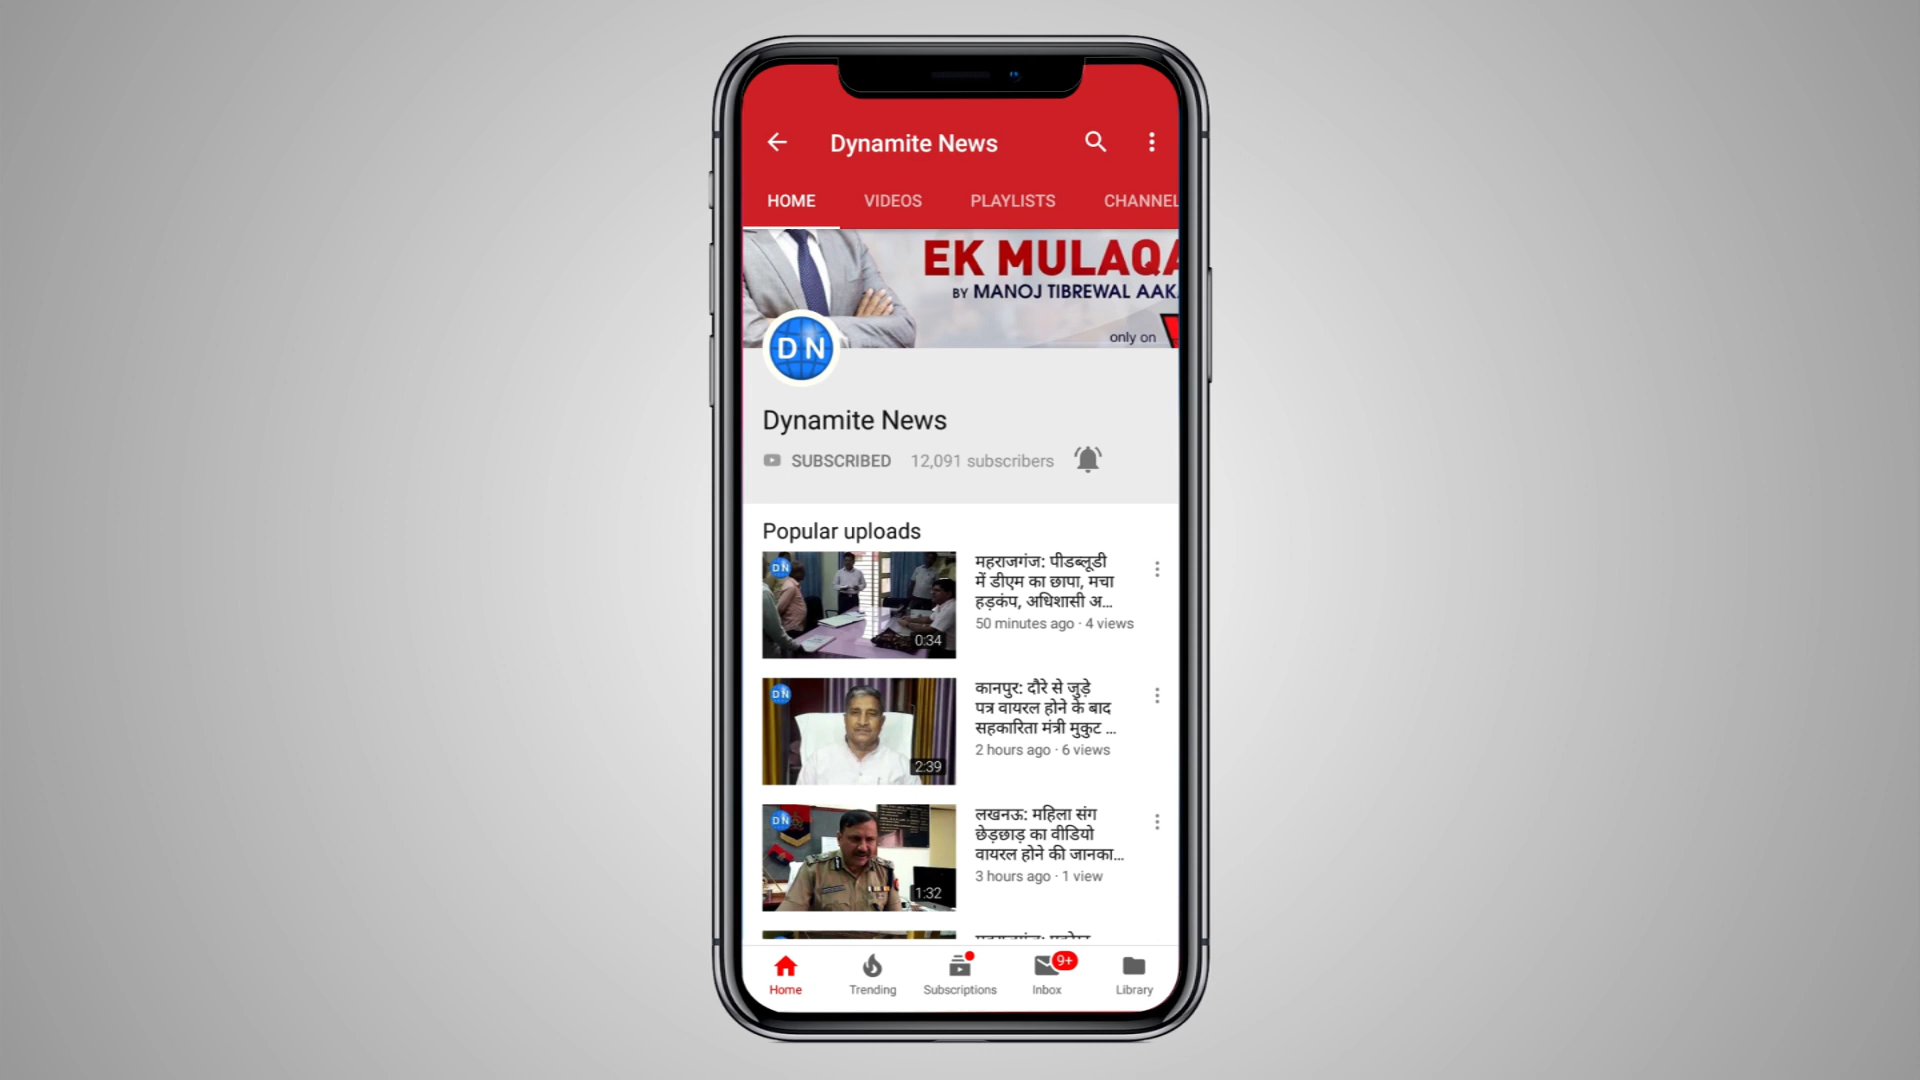 Dynamite News
HOME VIDEOS PLAYLISTS CHANNEL
EK MULAQA
BY MANOJ TIBREWAL AAK
only on
DN
Dynamite News
SUBSCRIBED 12,091 subscribers
Popular uploads
DN
0:34
महराजगंज: पीडब्लूडी
में डीएम का छापा, मचा
हड़कंप, अधिशासी अ...
50 minutes ago · 4 views
DN
2:39
कानपुर: दौरे से जुड़े
पत्र वायरल होने के बाद
सहकारिता मंत्री मुकुट ...
2 hours ago · 6 views
DN
1:32
लखनऊ: महिला संग
छेड़छाड़ का वीडियो
वायरल होने की जानका...
3 hours ago · 1 view
9+
Home Trending Subscriptions Inbox Library